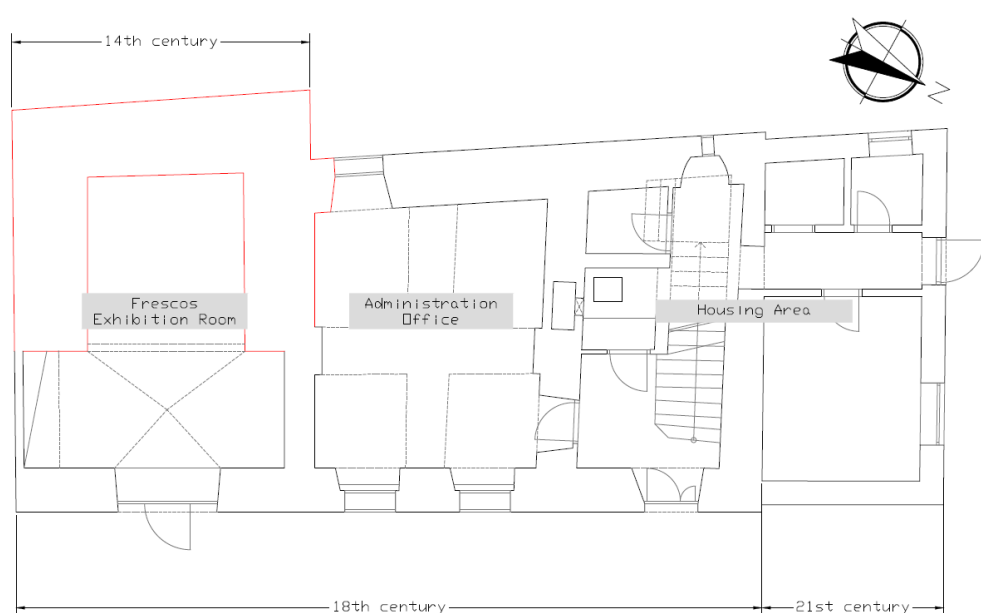 14th century
N
Frescos
Exhibition Room
Administration
Office
Housing Area
18th century
21st century